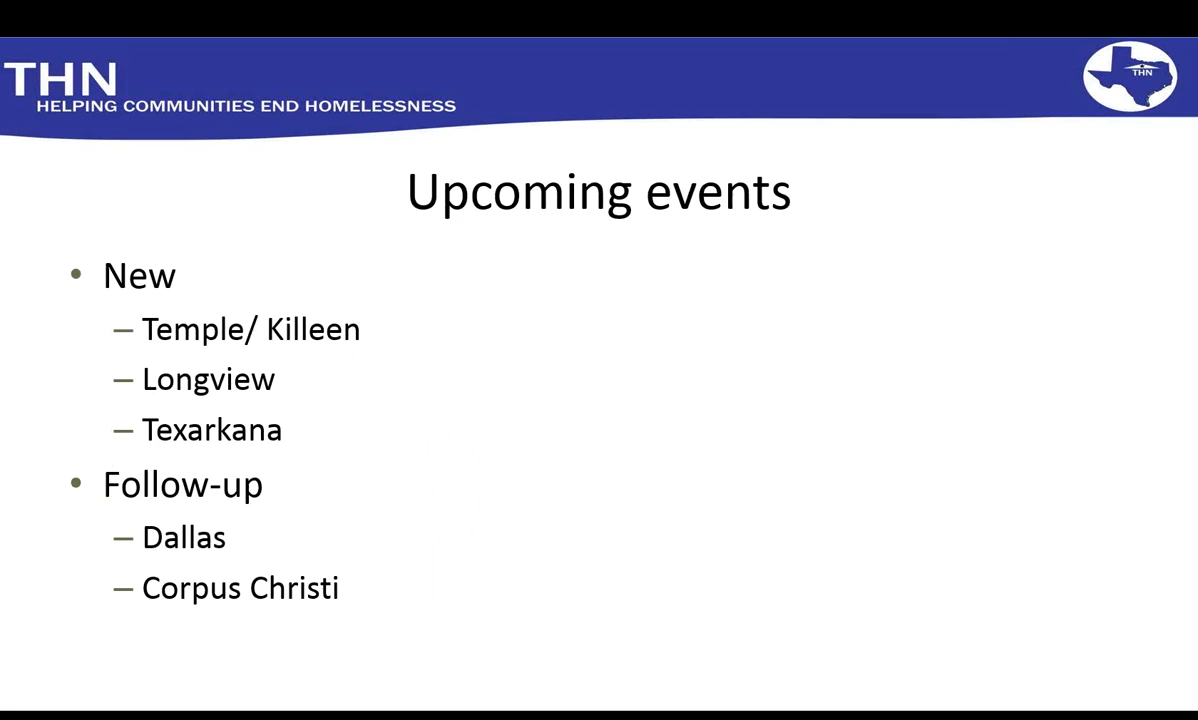 THN
HELPING COMMUNITIES END HOMELESSNESS
THN
Upcoming events
• New
– Temple/ Killeen
– Longview
– Texarkana
• Follow-up
– Dallas
– Corpus Christi